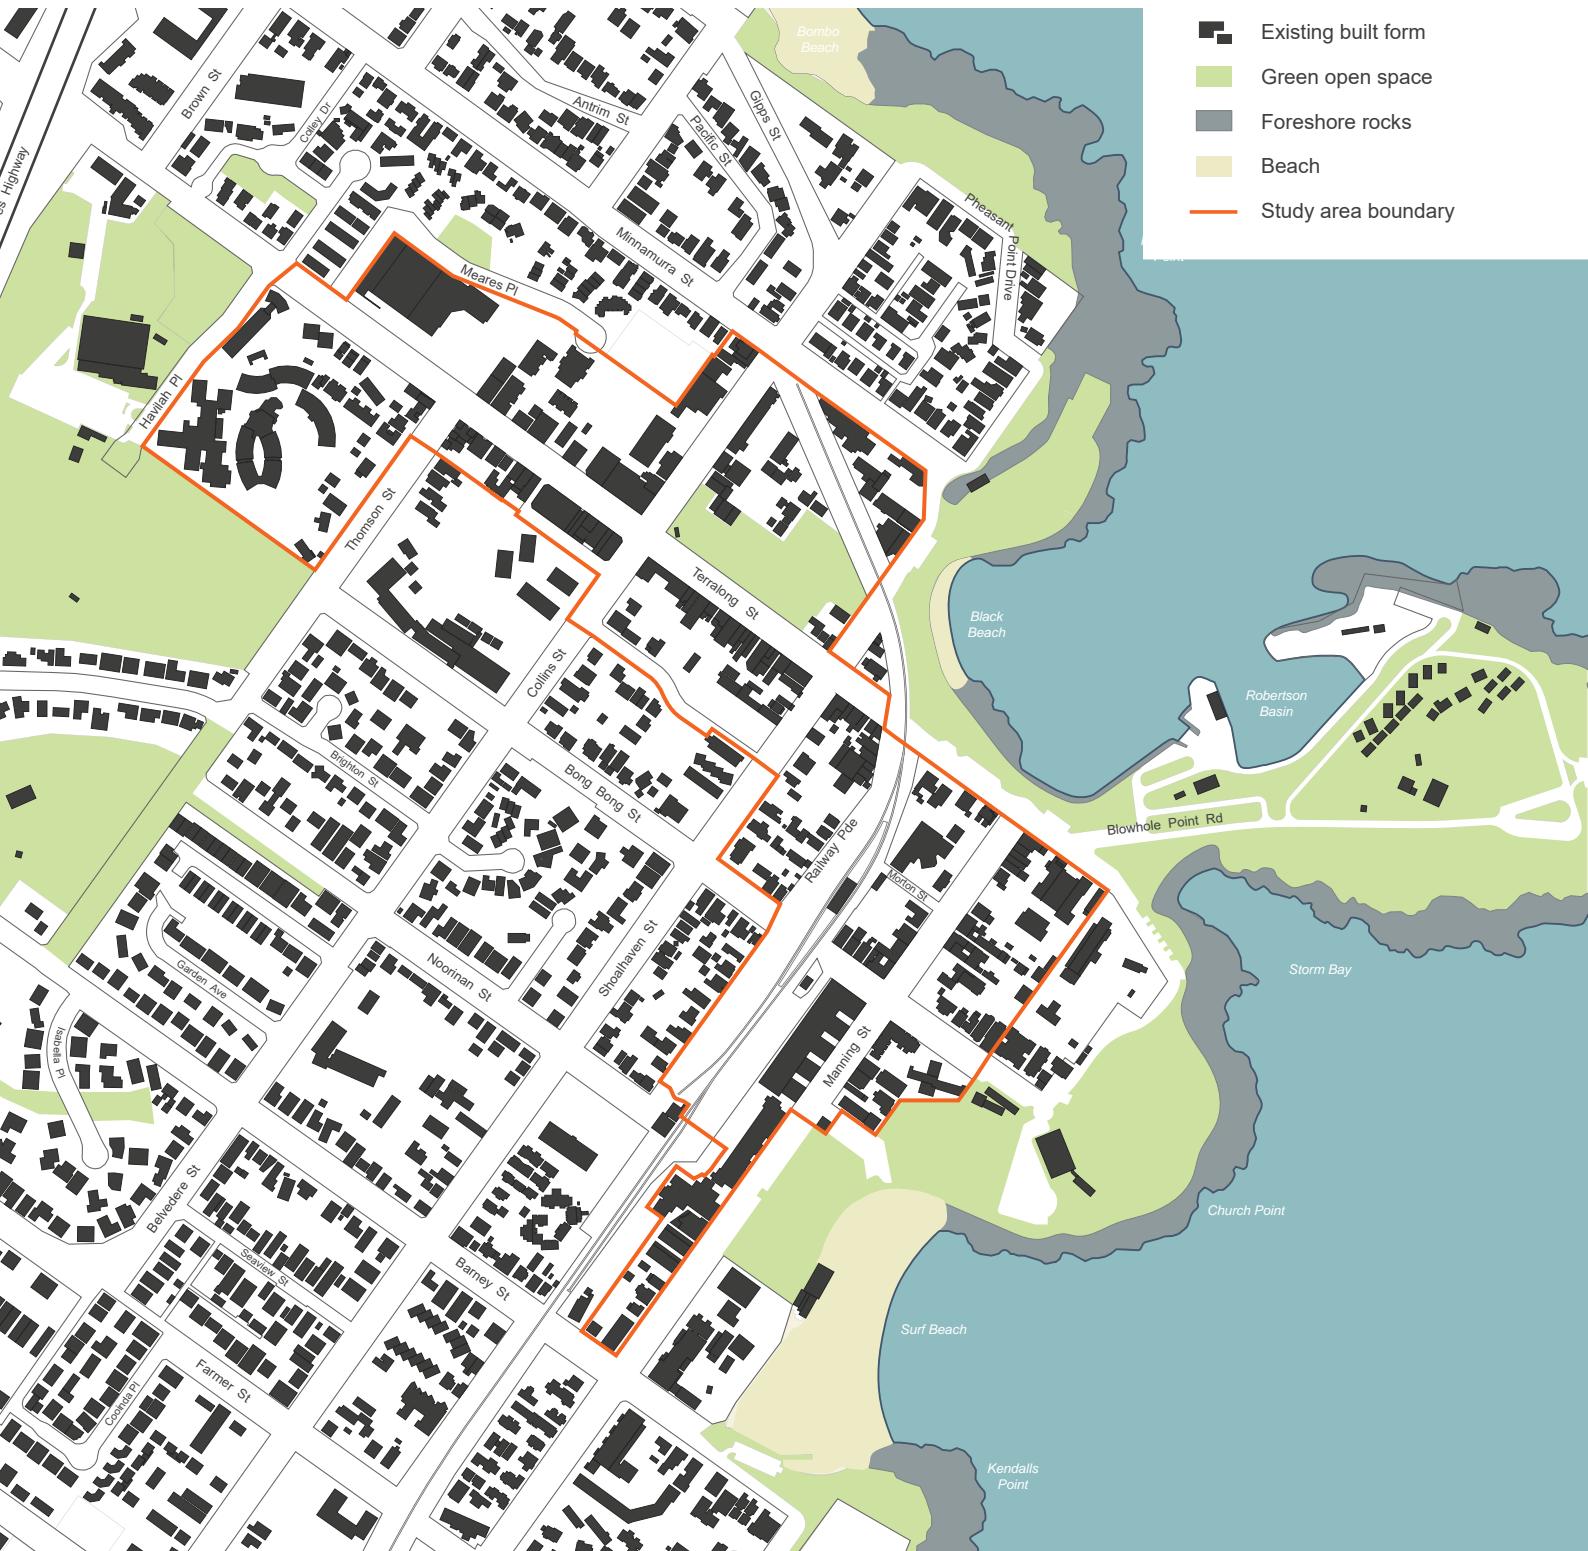 Existing built form
Green open space
Foreshore rocks
Beach
Study area boundary
Bombo
Beach
Brown St
Colley Dr
Antrim St
Gipps St
Pacific St
Highway
Pheasant
Point Drive
Point
Minnamurra St
Meares Pl
Havilah Pl
Thomson St
Terralong St
Black
Beach
Collins St
Robertson
Basin
Brighton St
Bong Bong St
Railway Pde
Blowhole Point Rd
Morton St
Shoalhaven St
Noorinan St
Garden Ave
Storm Bay
Isabella Pl
Manning St
Belvedere St
Church Point
Seaview St
Barney St
Surf Beach
Farmer St
Cooinda Pl
Kendalls
Point